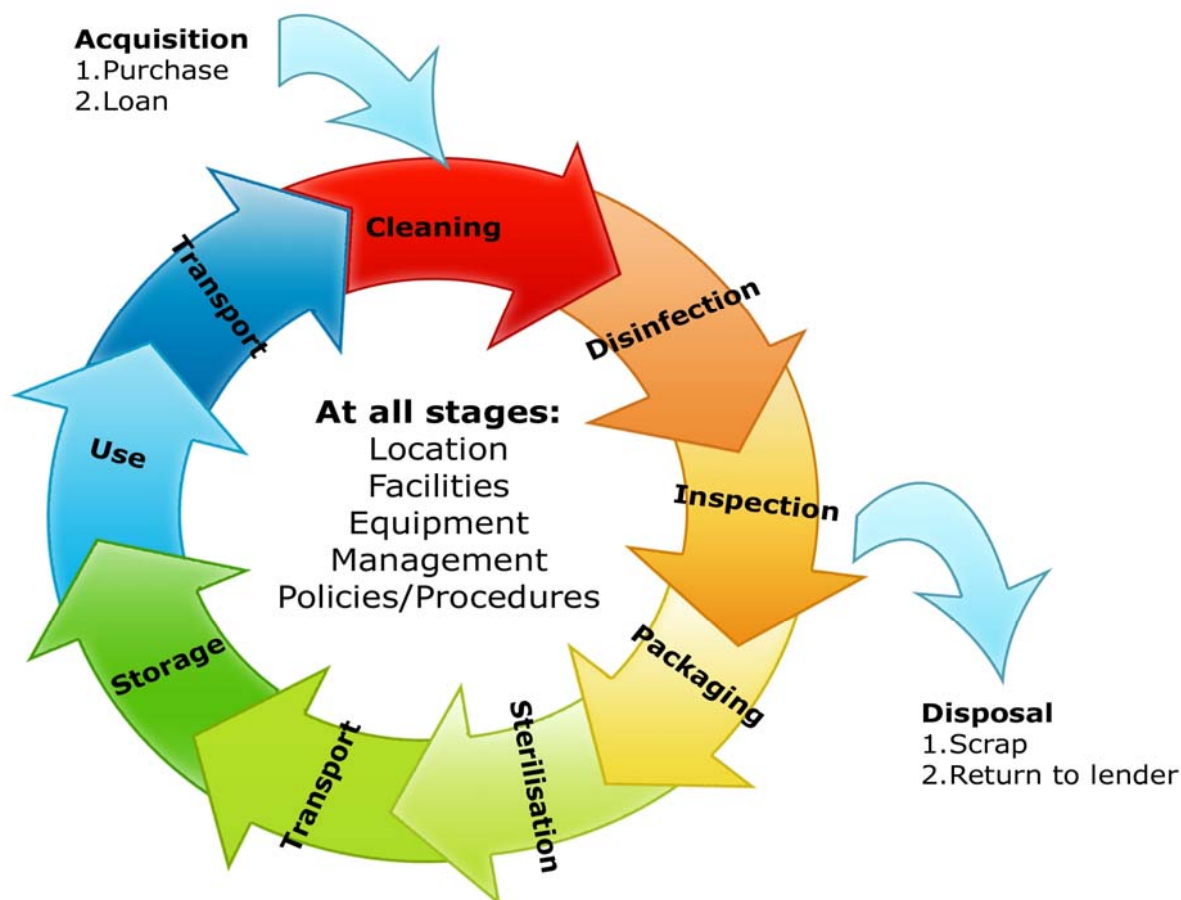 Acquisition
1.Purchase
2.Loan
Cleaning
Disinfection
Inspection
Packaging
Sterilisation
Transport
Storage
Use
Transport
At all stages:
Location
Facilities
Equipment
Management
Policies/Procedures
Disposal
1.Scrap
2.Return to lender